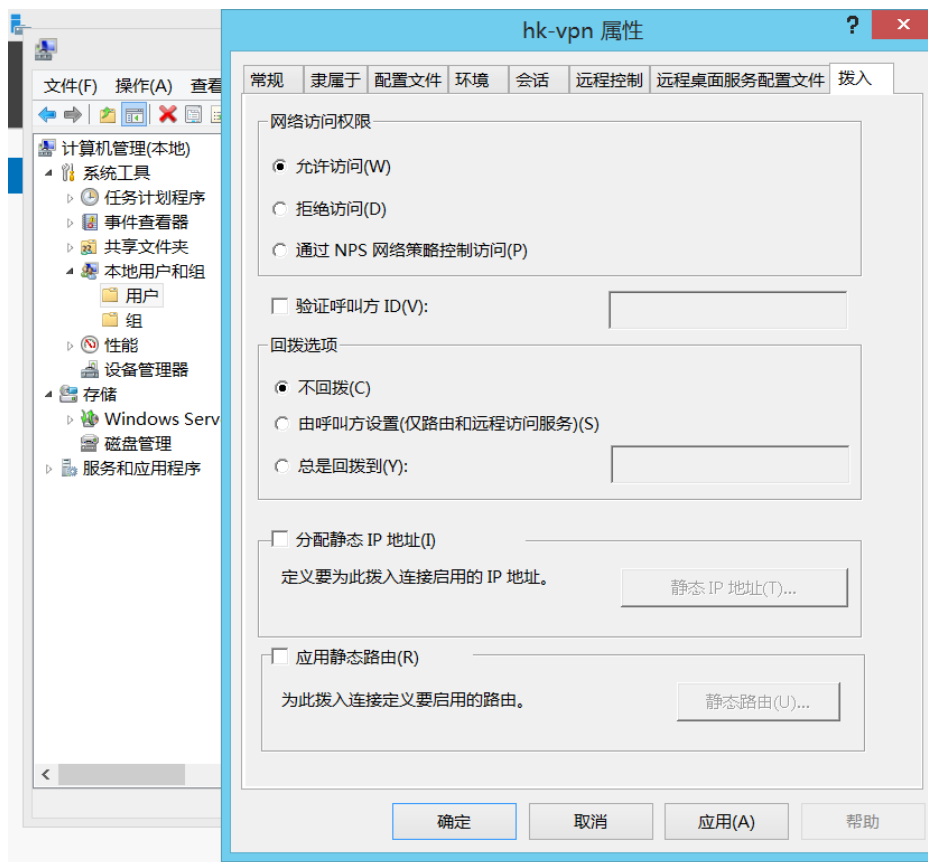 hk-vpn 属性
?
文件(F) 操作(A) 查看
常规 隶属于 配置文件 环境 会话 远程控制 远程桌面服务配置文件 拨入
计算机管理(本地)
系统工具
任务计划程序
事件查看器
共享文件夹
本地用户和组
用户
组
性能
设备管理器
存储
Windows Serv
磁盘管理
服务和应用程序
网络访问权限
允许访问(W)
拒绝访问(D)
通过 NPS 网络策略控制访问(P)
验证呼叫方 ID(V):
回拨选项
不回拨(C)
由呼叫方设置(仅路由和远程访问服务)(S)
总是回拨到(Y):
分配静态 IP 地址(I)
定义要为此拨入连接启用的 IP 地址。
静态 IP 地址(T)...
应用静态路由(R)
为此拨入连接定义要启用的路由。
静态路由(U)...
确定 取消 应用(A) 帮助